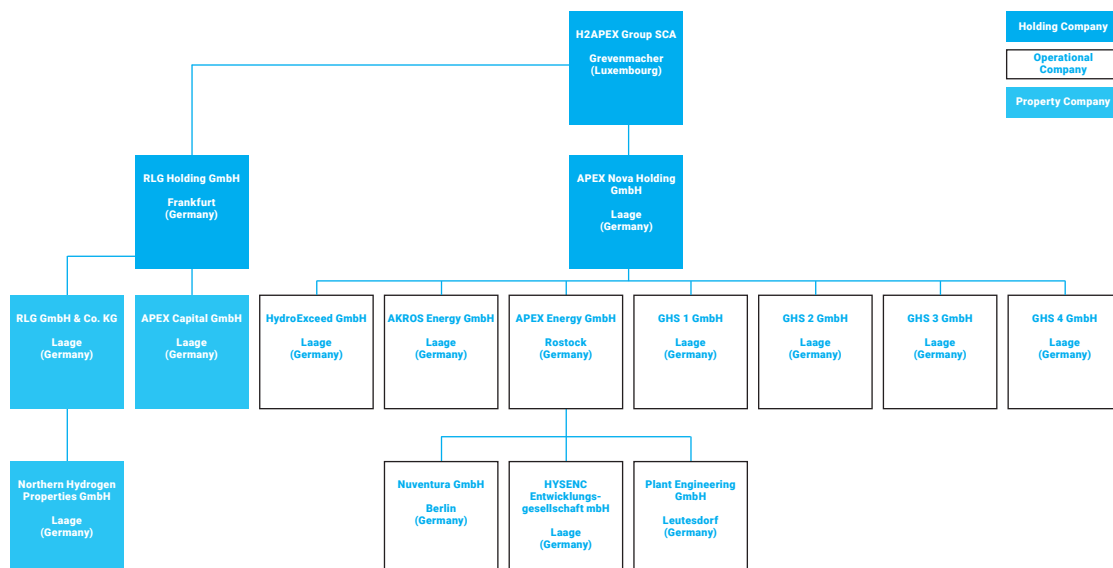 H2APEX Group SCA
Grevenmacher
(Luxembourg)
Holding Company
Operational
Company
Property Company
RLG Holding GmbH
Frankfurt
(Germany)
APEX Nova Holding
GmbH
Laage
(Germany)
RLG GmbH & Co. KG
Laage
(Germany)
APEX Capital GmbH
Laage
(Germany)
HydroExceed GmbH
Laage
(Germany)
AKROS Energy GmbH
Laage
(Germany)
APEX Energy GmbH
Rostock
(Germany)
GHS 1 GmbH
Laage
(Germany)
GHS 2 GmbH
Laage
(Germany)
GHS 3 GmbH
Laage
(Germany)
GHS 4 GmbH
Laage
(Germany)
Northern Hydrogen
Properties GmbH
Laage
(Germany)
Nuventura GmbH
Berlin
(Germany)
HYSENC
Entwicklungs-
gesellschaft mbH
Laage
(Germany)
Plant Engineering
GmbH
Leutesdorf
(Germany)